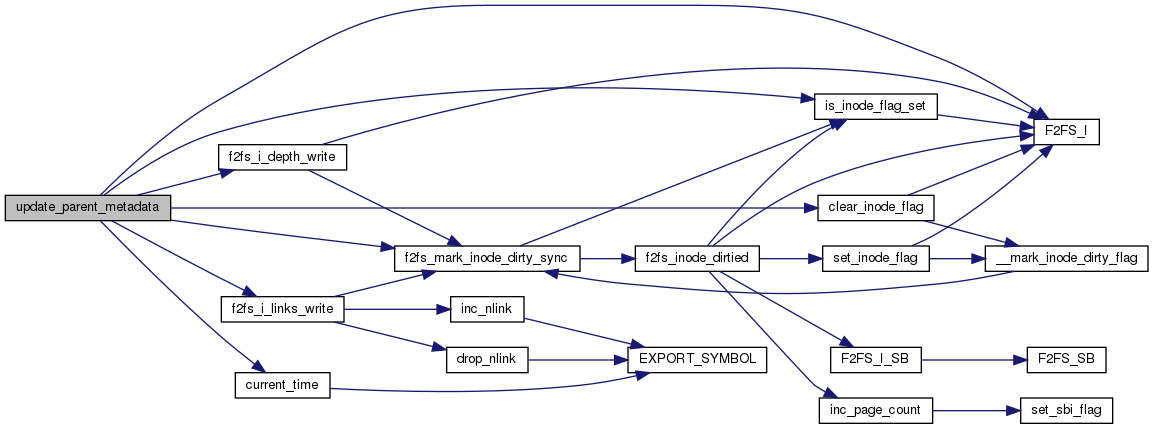 update_parent_metadata
f2fs_i_depth_write
f2fs_i_links_write
current_time
f2fs_mark_inode_dirty_sync
inc_nlink
drop_nlink
f2fs_inode_dirtied
EXPORT_SYMBOL
is_inode_flag_set
clear_inode_flag
set_inode_flag
F2FS_I_SB
inc_page_count
F2FS_I
__mark_inode_dirty_flag
F2FS_SB
set_sbi_flag